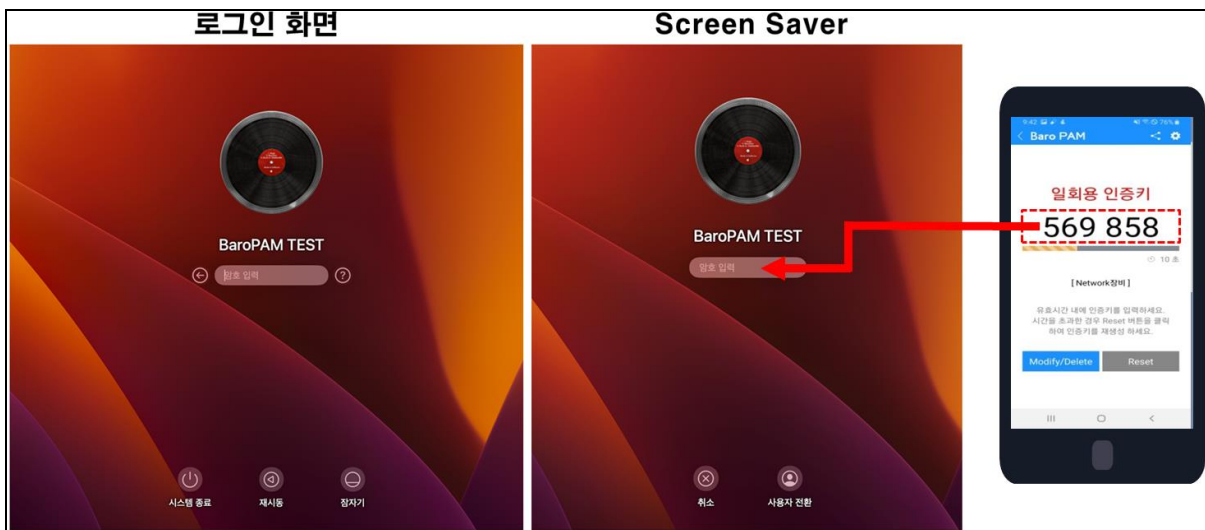 로그인 화면
BaroPAM TEST
암호 입력
?
시스템 종료
재시동
잠자기
Screen Saver
BaroPAM TEST
암호 입력
취소
사용자 전환
9:42
76%
Baro PAM
일회용 인증키
569 858
10 초
[ Network장비 ]
유효시간 내에 인증키를 입력하세요.
시간을 초과한 경우 Reset 버튼을 클릭
하여 인증키를 재생성 하세요.
Modify/Delete
Reset